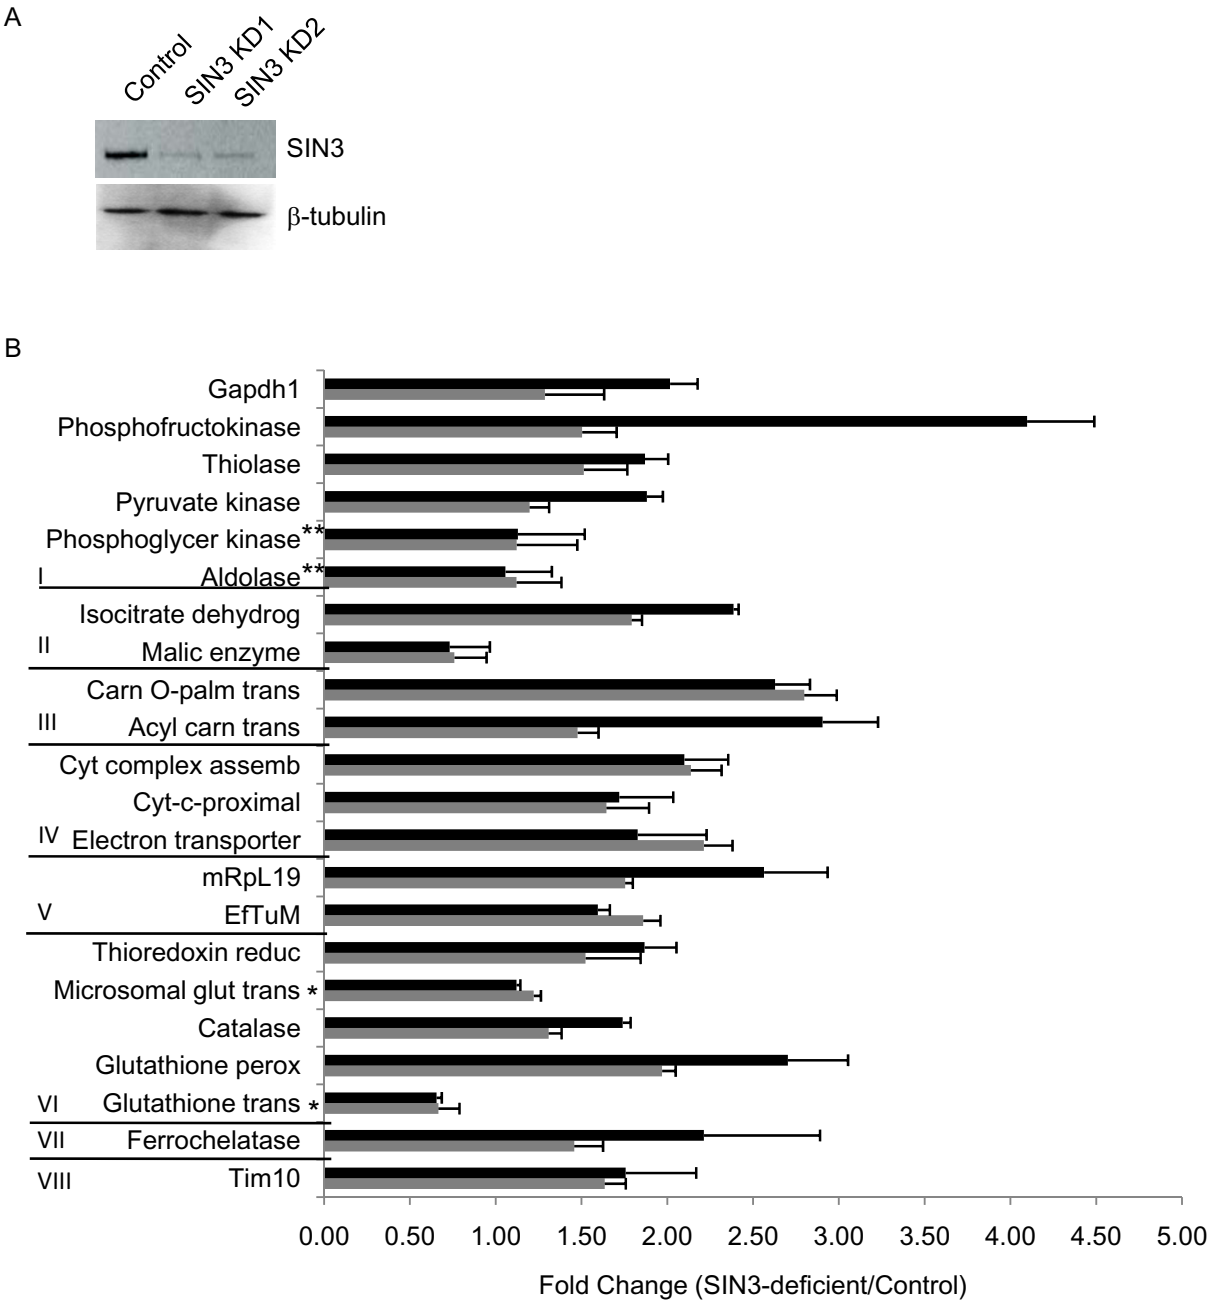 A
Control
SIN3 KD1
SIN3 KD2
SIN3
β-tubulin
B
Gapdh1
Phosphofructokinase
Thiolase
Pyruvate kinase
Phosphoglycer kinase**
I Aldolase**
Isocitrate dehydrog
II Malic enzyme
Carn O-palm trans
III Acyl carn trans
Cyt complex assemb
Cyt-c-proximal
IV Electron transporter
mRpL19
V EfTuM
Thioredoxin reduc
Microsomal glut trans *
Catalase
Glutathione perox
VI Glutathione trans *
VII Ferrochelatase
VIII Tim10
0.00 0.50 1.00 1.50 2.00 2.50 3.00 3.50 4.00 4.50 5.00
Fold Change (SIN3-deficient/Control)